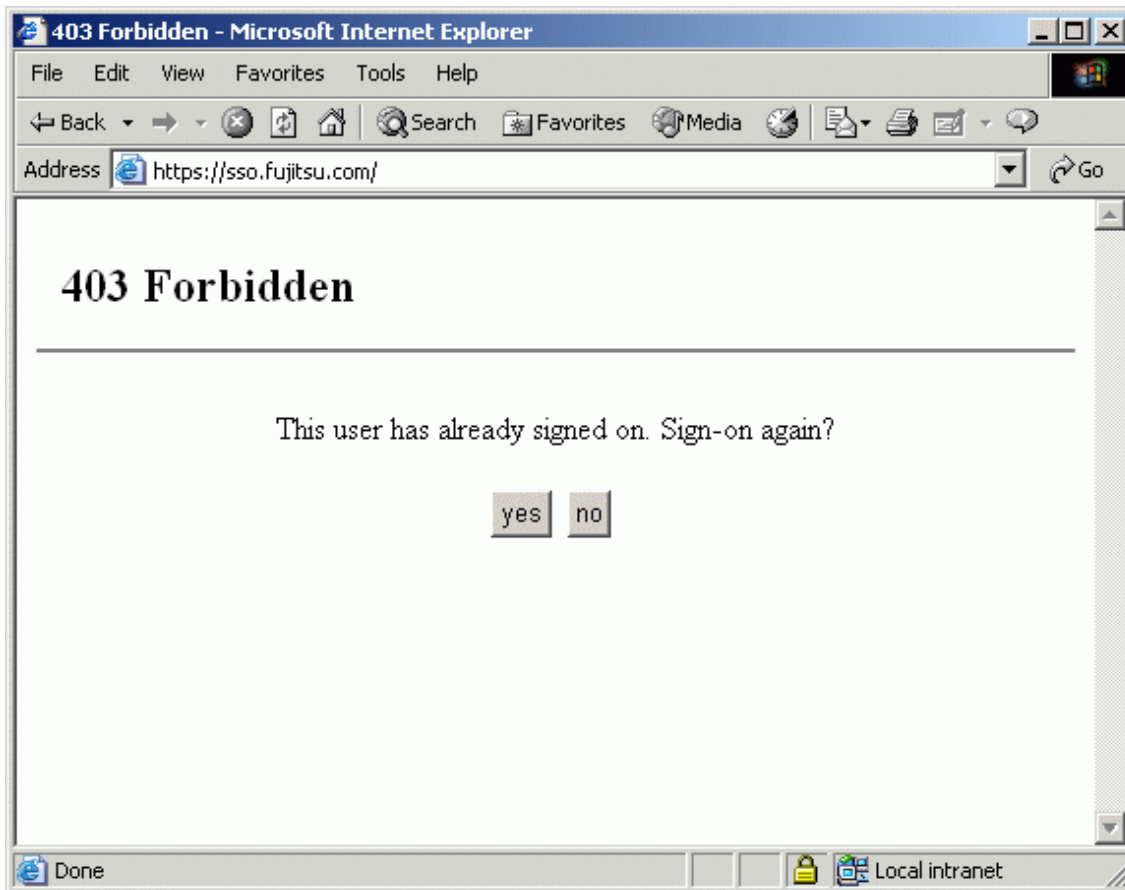 403 Forbidden - Microsoft Internet Explorer
File Edit View Favorites Tools Help
Back Search Favorites Media
Address https://sso.fujitsu.com/ Go
403 Forbidden
This user has already signed on. Sign-on again?
yes no
Done Local intranet